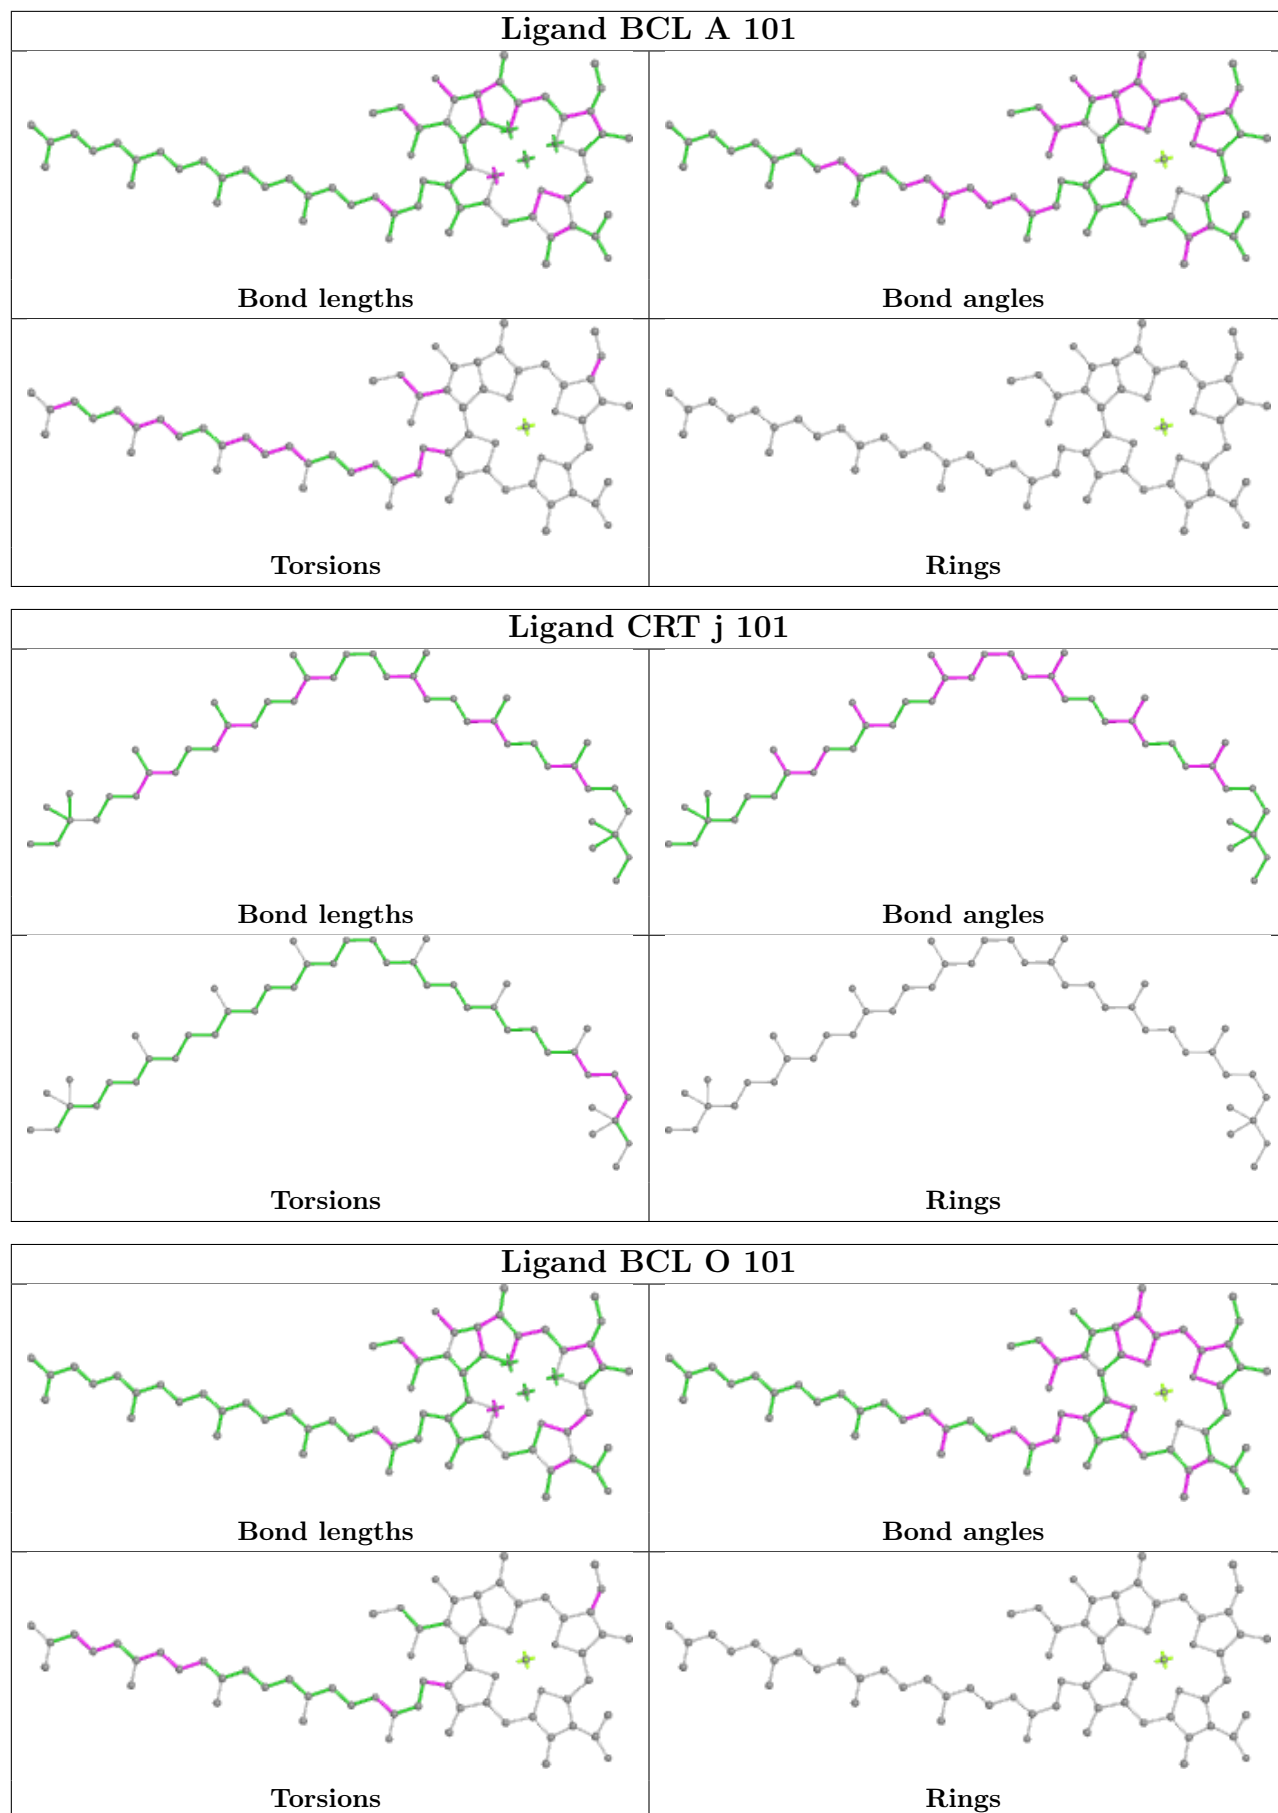 Ligand BCL A 101
Bond lengths
Bond angles
Torsions
Rings
Ligand CRT j 101
Bond lengths
Bond angles
Torsions
Rings
Ligand BCL O 101
Bond lengths
Bond angles
Torsions
Rings